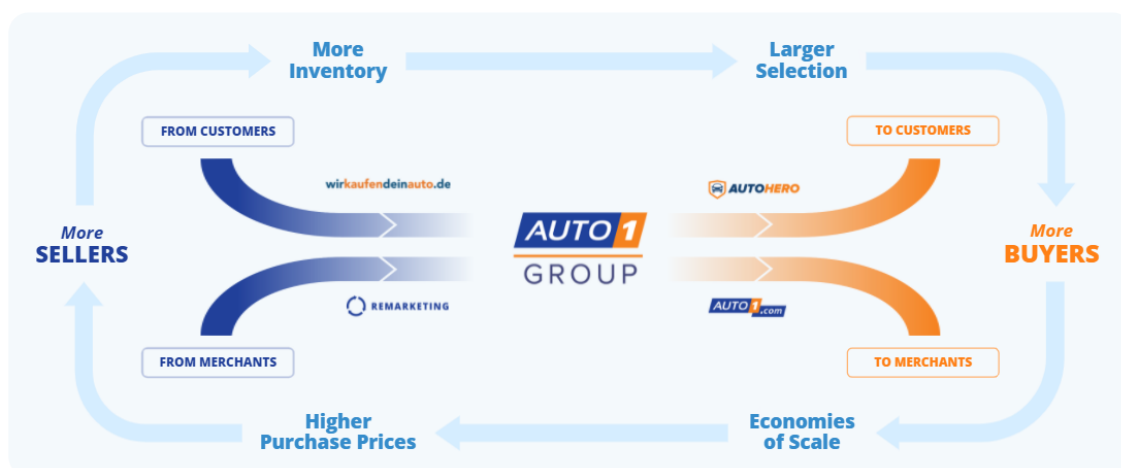 More
Inventory
Larger
Selection
FROM CUSTOMERS
TO CUSTOMERS
wirkaufendeinauto.de
AUTOHERO
More
SELLERS
AUTO1
GROUP
More
BUYERS
REMARKETING
AUTO1.com
FROM MERCHANTS
TO MERCHANTS
Higher
Purchase Prices
Economies
of Scale